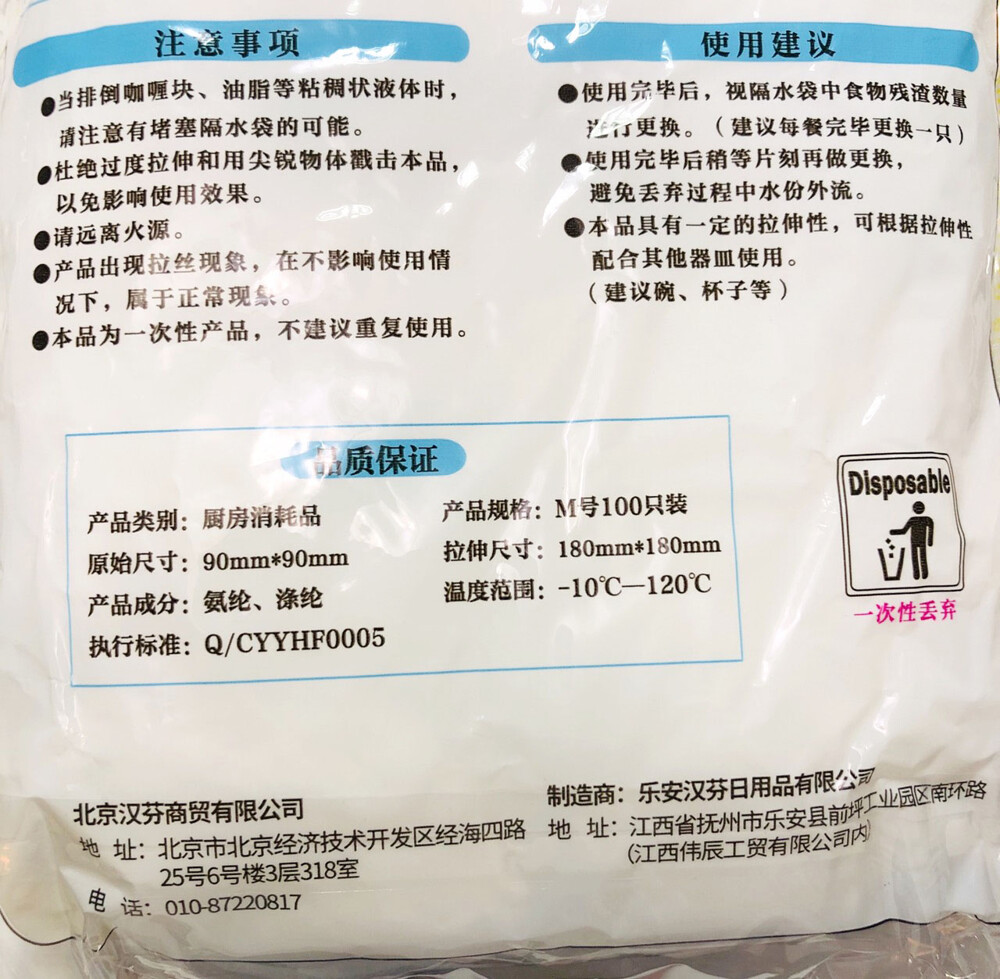 注意事项
●当排倒咖喱块、油脂等粘稠状液体时，
请注意有堵塞隔水袋的可能。
●杜绝过度拉伸和用尖锐物体戳击本品，
以免影响使用效果。
●请远离火源。
●产品出现拉丝现象，在不影响使用情
况下，属于正常现象。
●本品为一次性产品，不建议重复使用。
使用建议
●使用完毕后，视隔水袋中食物残渣数量
进行更换。（建议每餐完毕更换一只）
●使用完毕后稍等片刻再做更换，
避免丢弃过程中水份外流。
●本品具有一定的拉伸性，可根据拉伸性
配合其他器皿使用。
（建议碗、杯子等）
品质保证
产品类别：厨房消耗品
原始尺寸：90mm*90mm
产品成分：氨纶、涤纶
执行标准：Q/CYYHF0005
产品规格：M号100只装
拉伸尺寸：180mm*180mm
温度范围：-10℃—120℃
Disposable
一次性丢弃
北京汉芬商贸有限公司
地 址：北京市北京经济技术开发区经海四路
25号6号楼3层318室
电 话：010-87220817
制造商：乐安汉芬日用品有限公司
地 址：江西省抚州市乐安县前坪工业园区南环路
（江西伟辰工贸有限公司内）